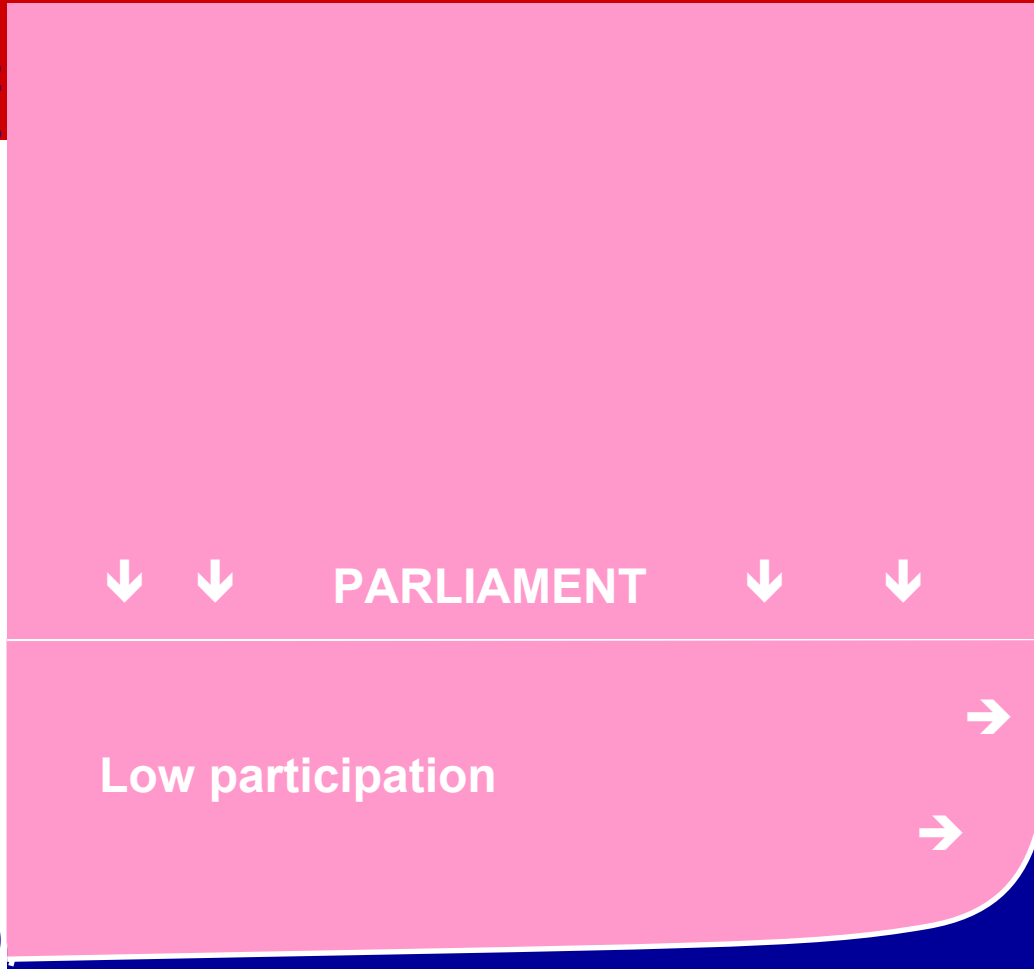 🡻 🡻 PARLIAMENT 🡻 🡻
🡺
Low participation
🡺